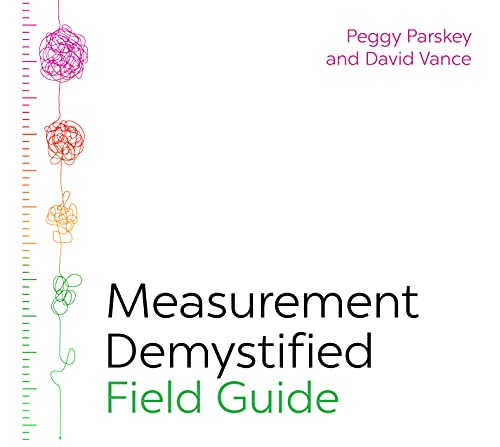 Peggy Parskey
and David Vance
Measurement
Demystified
Field Guide